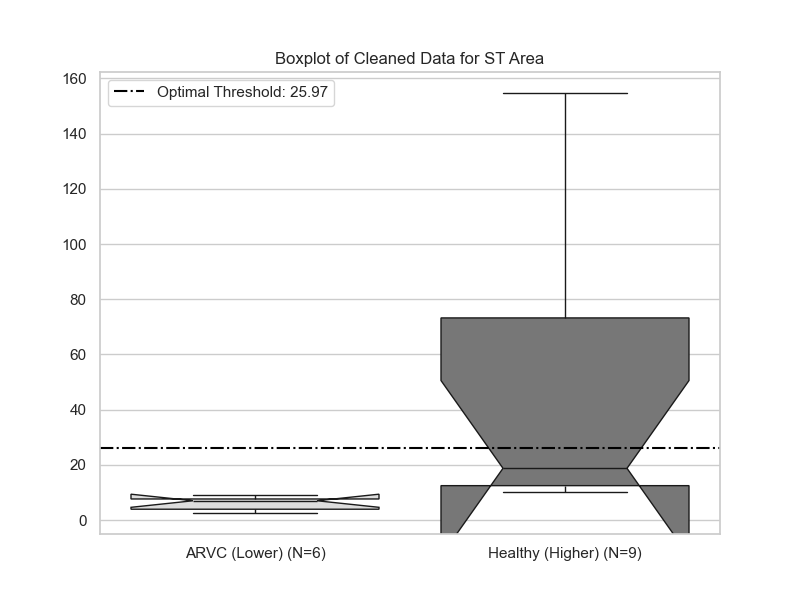 Boxplot of Cleaned Data for ST Area
Optimal Threshold: 25.97
160
140
120
100
80
60
40
20
0
ARVC (Lower) (N=6)
Healthy (Higher) (N=9)